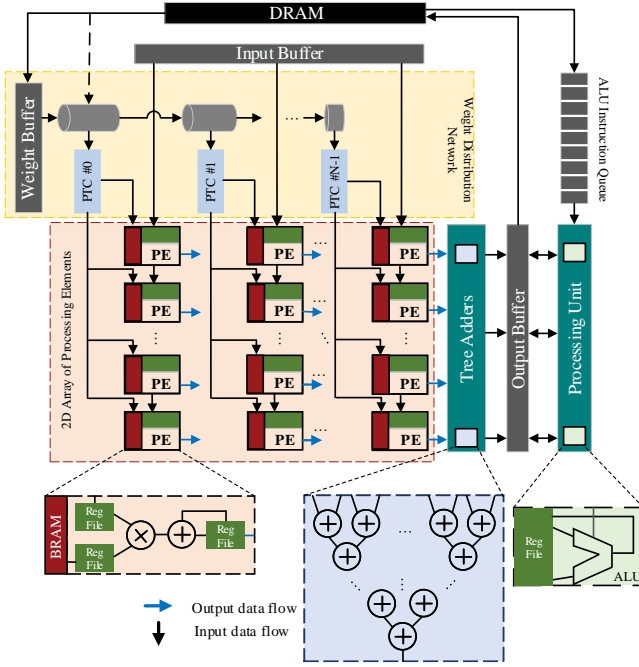 DRAM
Input Buffer
Weight Buffer
PTC #0
PTC #1
...
PTC #N-1
Weight Distribution
Network
ALU Instruction
Queue
2D Array of Processing Elements
PE
PE
...
PE
PE
PE
...
PE
PE
...
PE
PE
...
PE
PE
...
PE
Tree Adders
Output Buffer
Processing Unit
BRAM
Reg
File
Reg
File
Reg
File
...
...
...
Reg
File
ALU
Output data flow
Input data flow